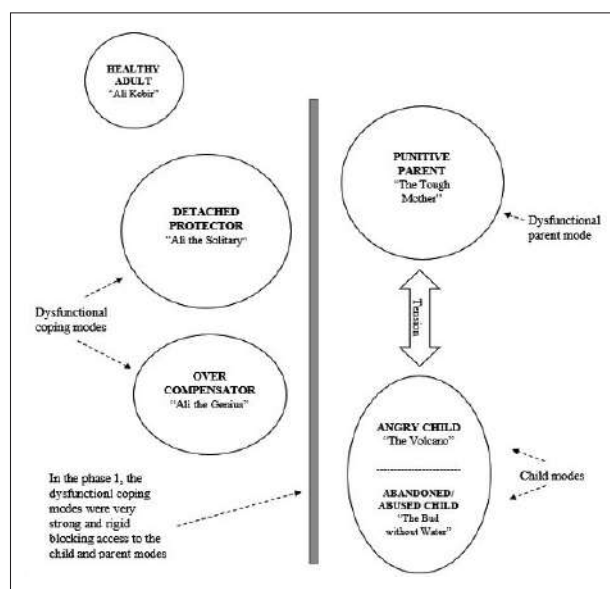 HEALTHY
ADULT
"Ali Kebir"
DETACHED
PROTECTOR
"Ali the Solitary"
Dysfunctional
coping modes
OVER
COMPENSATOR
"Ali the Genius"
In the phase 1, the
dysfunctional coping
modes were very
strong and rigid
blocking access to the
child and parent modes
PUNITIVE
PARENT
"The Tough
Mother"
Dysfunctional
parent mode
Tension
ANGRY CHILD
"The Volcano"
ABANDONED/
ABUSED CHILD
"The Bud
without Water"
Child modes